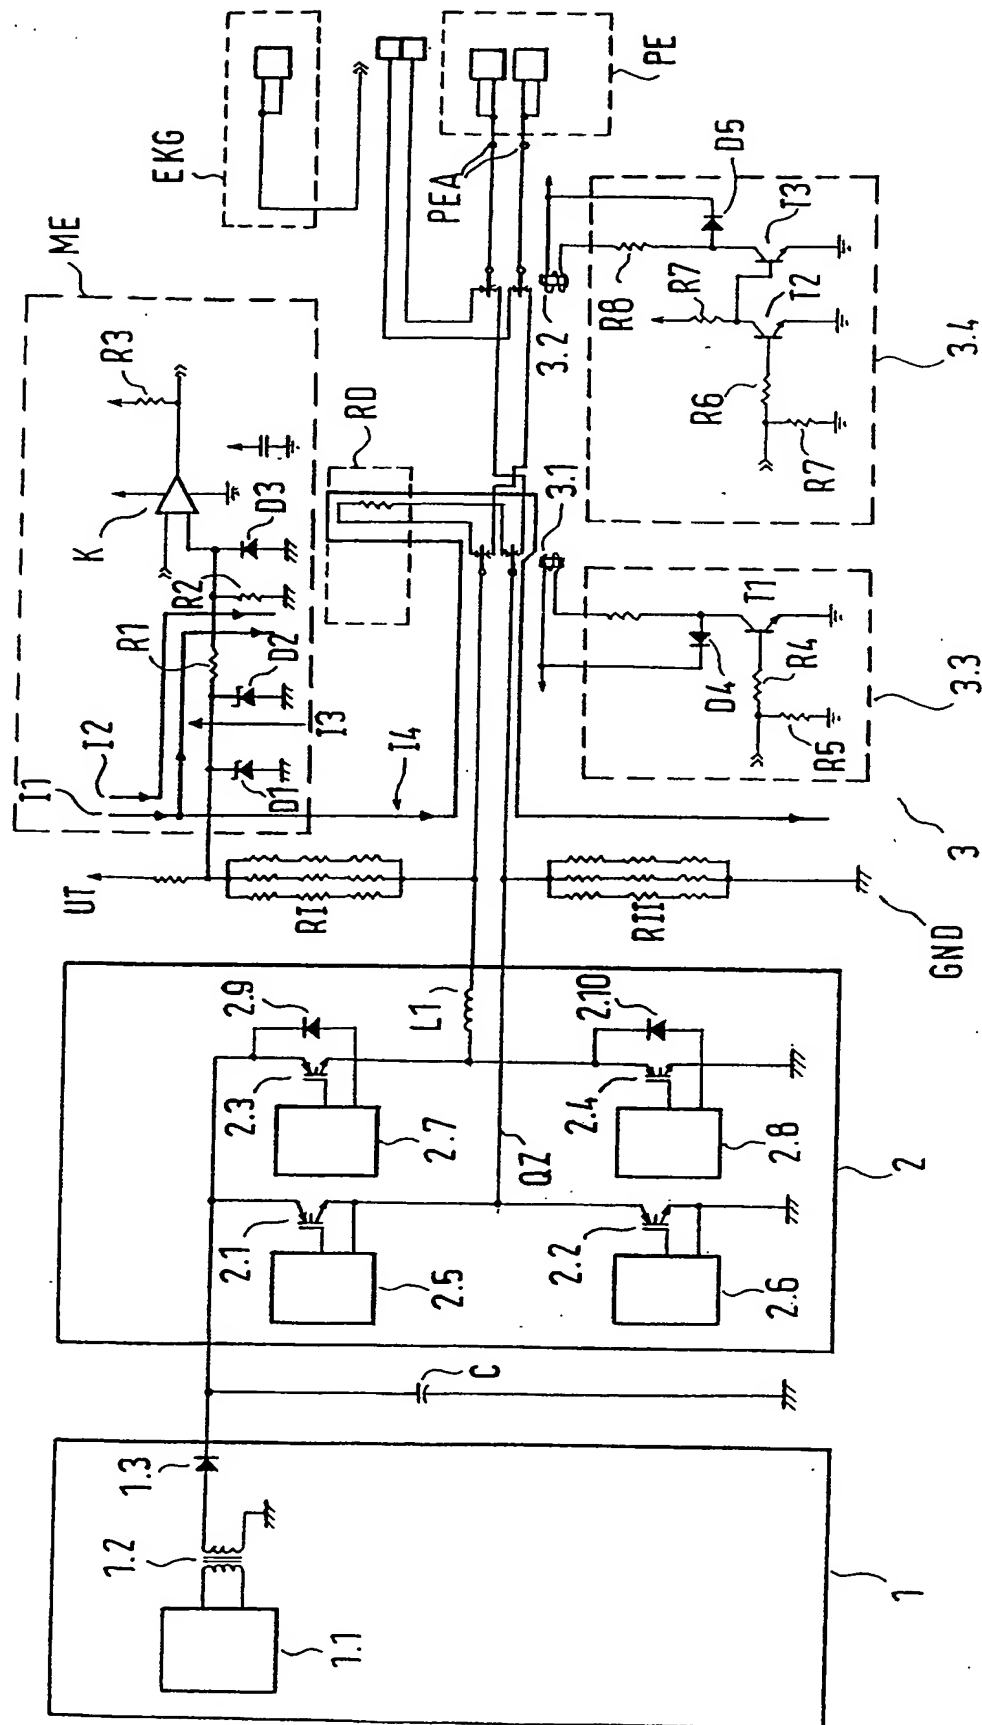 EKG
PE
PEA
ME
R3
K
D3
R2
R1
D2
I3
I2
I1
D1
I4
UT
RI
RII
GND
RD
3.2
3.1
D5
T3
R8
R7
T2
R6
R7
3.4
T1
D4
R4
R5
3.3
3
L1
2.9
2.3
2.7
2.10
2.4
2.8
QZ
2.1
2.5
2.2
2.6
2
C
1.3
1.2
1.1
1